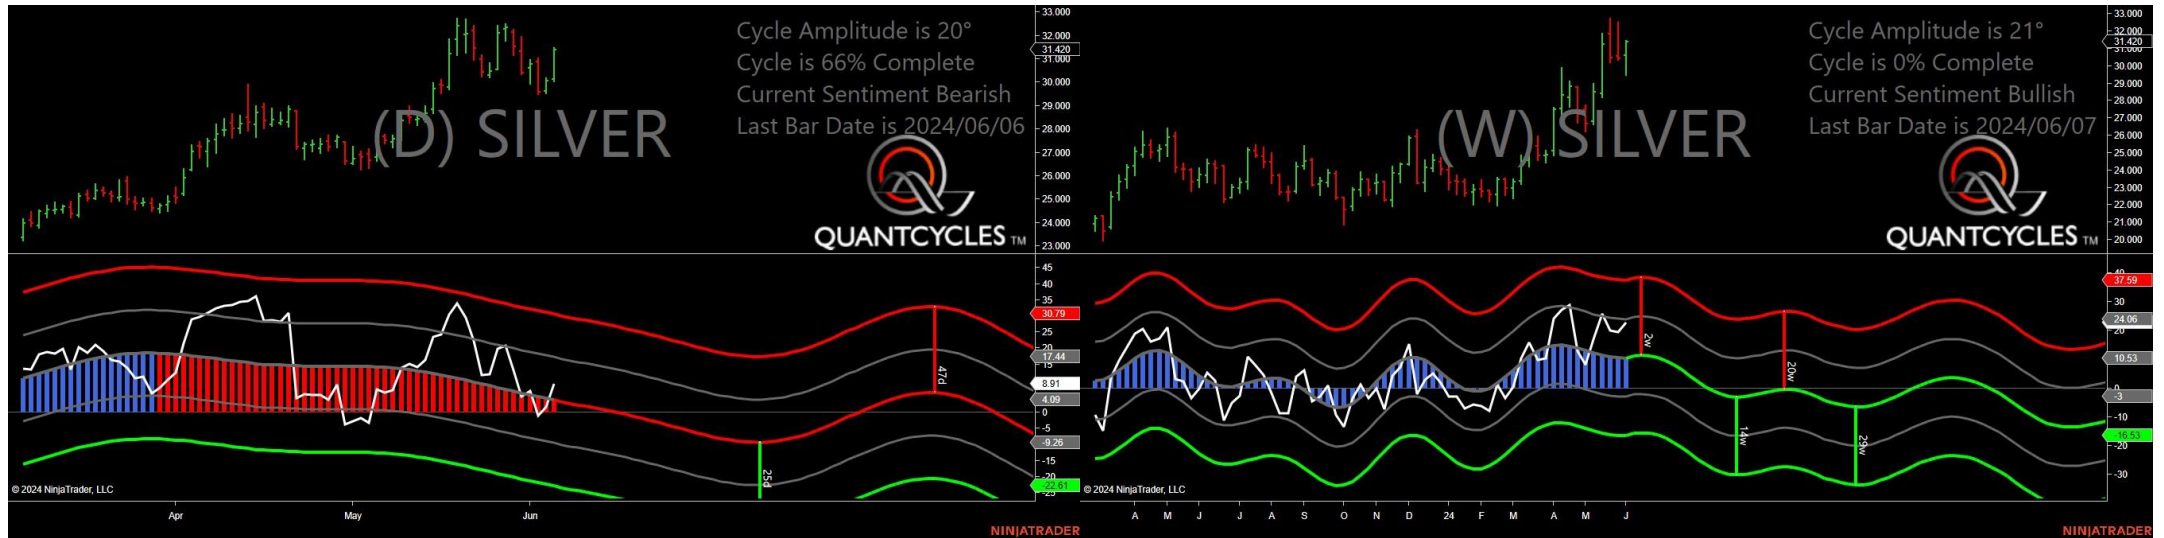 Cycle Amplitude is 20°
Cycle is 66% Complete
Current Sentiment Bearish
Last Bar Date is 2024/06/06
(D) SILVER
QUANTCYCLES TM
33.000
32.000
31.420
31.000
30.000
29.000
28.000
27.000
26.000
25.000
24.000
23.000
45
40
35
30.79
25
20
17.44
15
8.91
4.09
0
-5
-9.26
-15
-20
-22.61
-25
47d
25d
© 2024 NinjaTrader, LLC
Apr May Jun
NINJATRADER
Cycle Amplitude is 21°
Cycle is 0% Complete
Current Sentiment Bullish
Last Bar Date is 2024/06/07
(W) SILVER
QUANTCYCLES TM
33.000
32.000
31.420
31.000
30.000
29.000
28.000
27.000
26.000
25.000
24.000
23.000
22.000
21.000
20.000
40
37.59
30
24.06
20
10.53
0
-3
-10
-16.53
-20
-30
2w
20w
14w
29w
© 2024 NinjaTrader, LLC
A M J J A S O N D 24 F M A M J
NINJATRADER